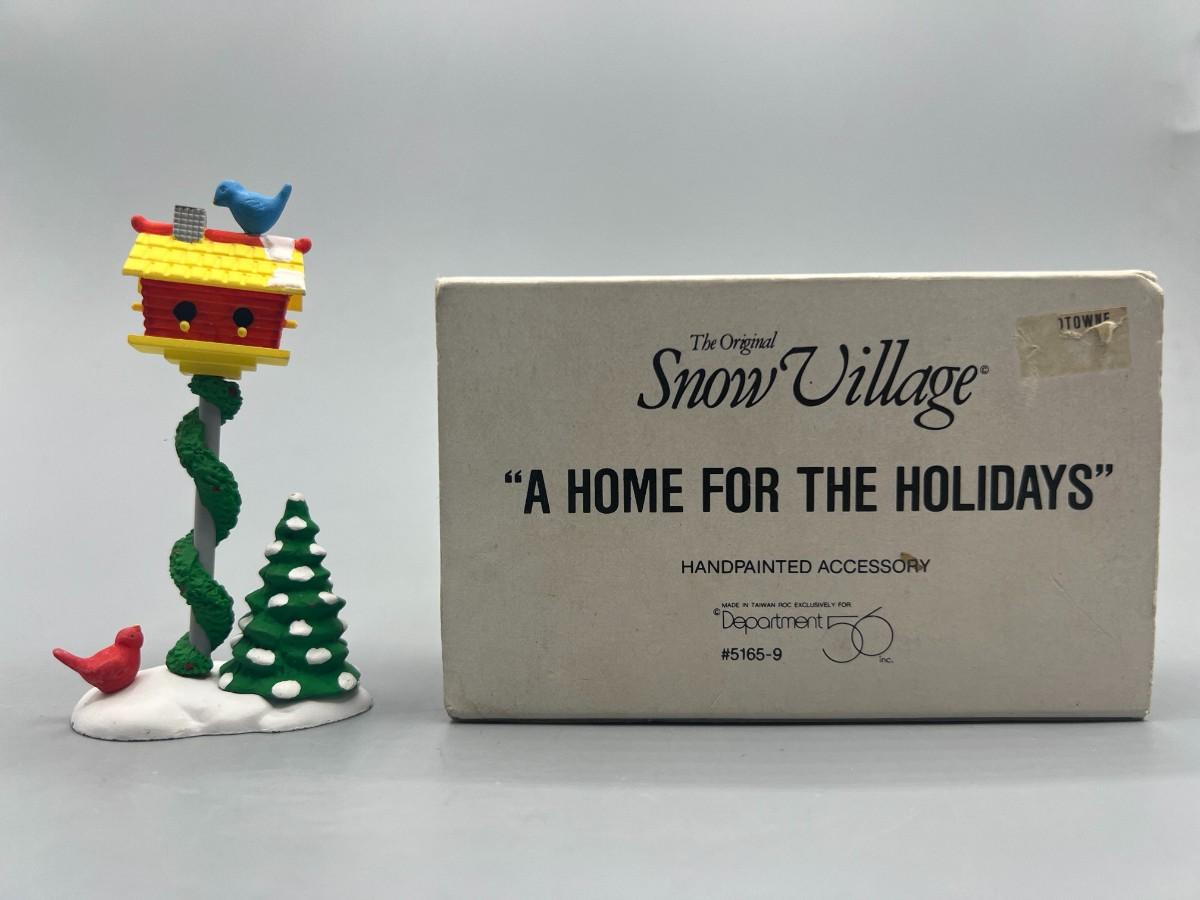 The Original
Snow Village©
"A HOME FOR THE HOLIDAYS"
HANDPAINTED ACCESSORY
MADE IN TAIWAN ROC EXCLUSIVELY FOR
©Department 56
inc.
#5165-9